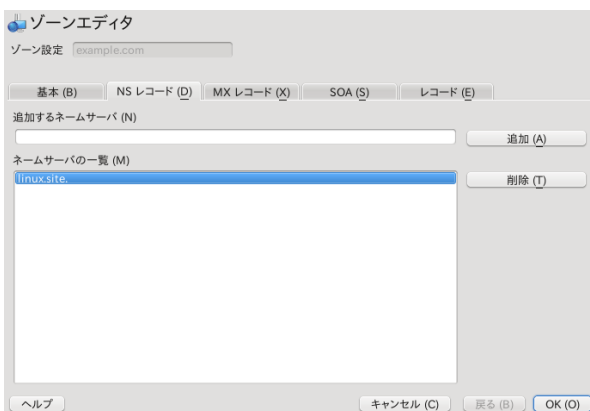 ゾーンエディタ
ゾーン設定 example.com
基本 (B) NS レコード (D) MX レコード (X) SOA (S) レコード (E)
追加するネームサーバ (N)
追加 (A)
ネームサーバの一覧 (M)
linux.site.
削除 (T)
ヘルプ キャンセル (C) 戻る (B) OK (O)